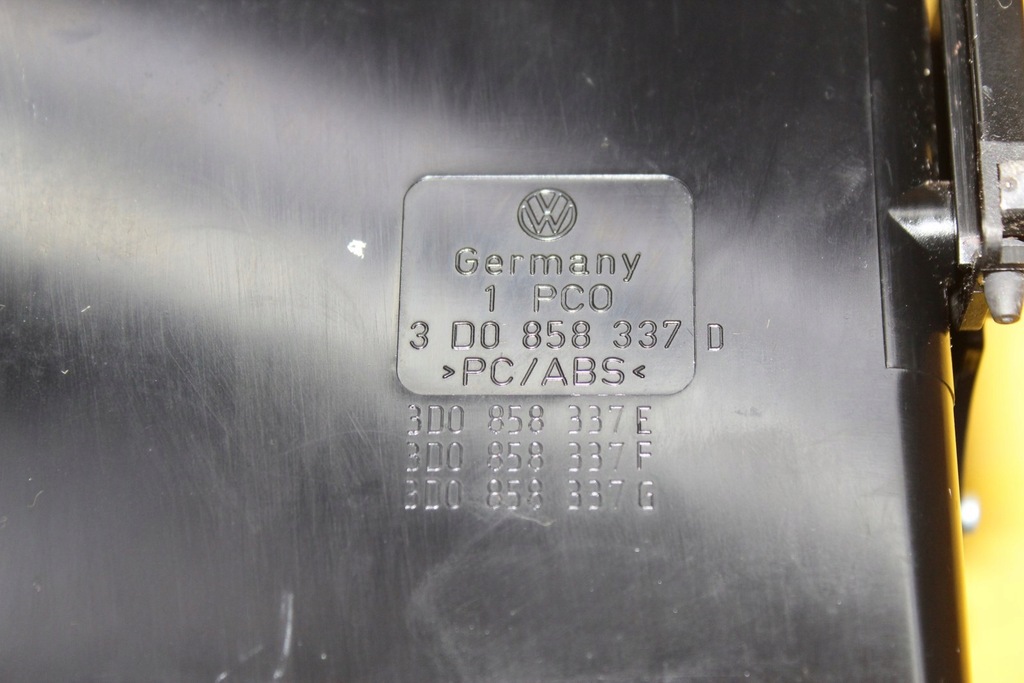 VW
Germany
1 PCO
3 D0 858 337 D
>PC/ABS<
3D0 858 337 E
3D0 858 337 F
3D0 858 337 G